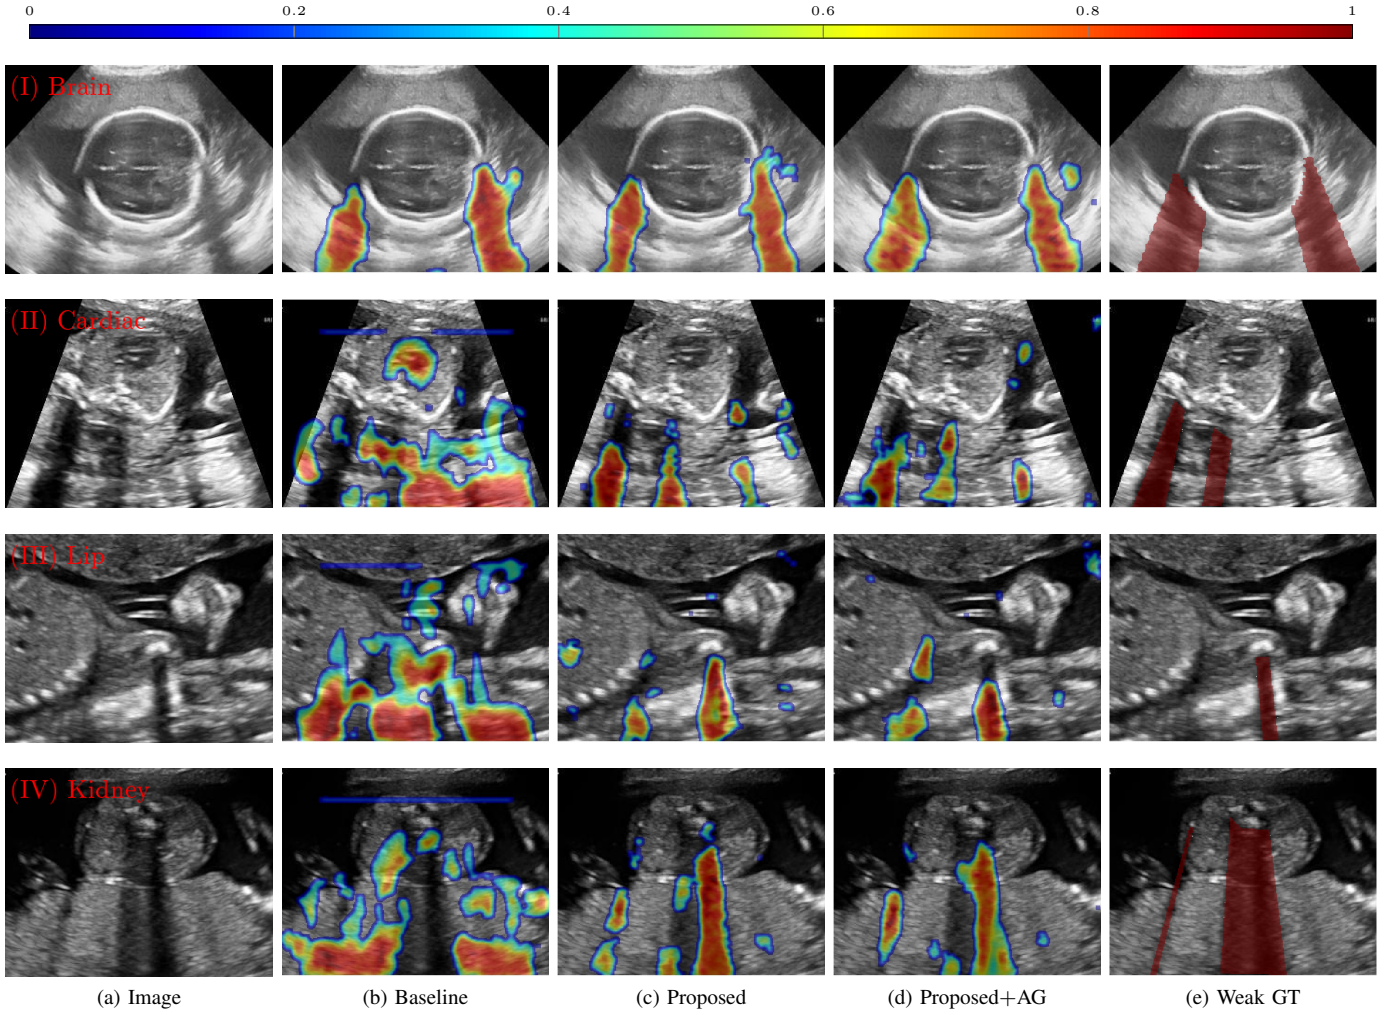 0 0.2 0.4 0.6 0.8 1
(I) Brain
(II) Cardiac
(III) Lip
(IV) Kidney
(a) Image (b) Baseline (c) Proposed (d) Proposed+AG (e) Weak GT